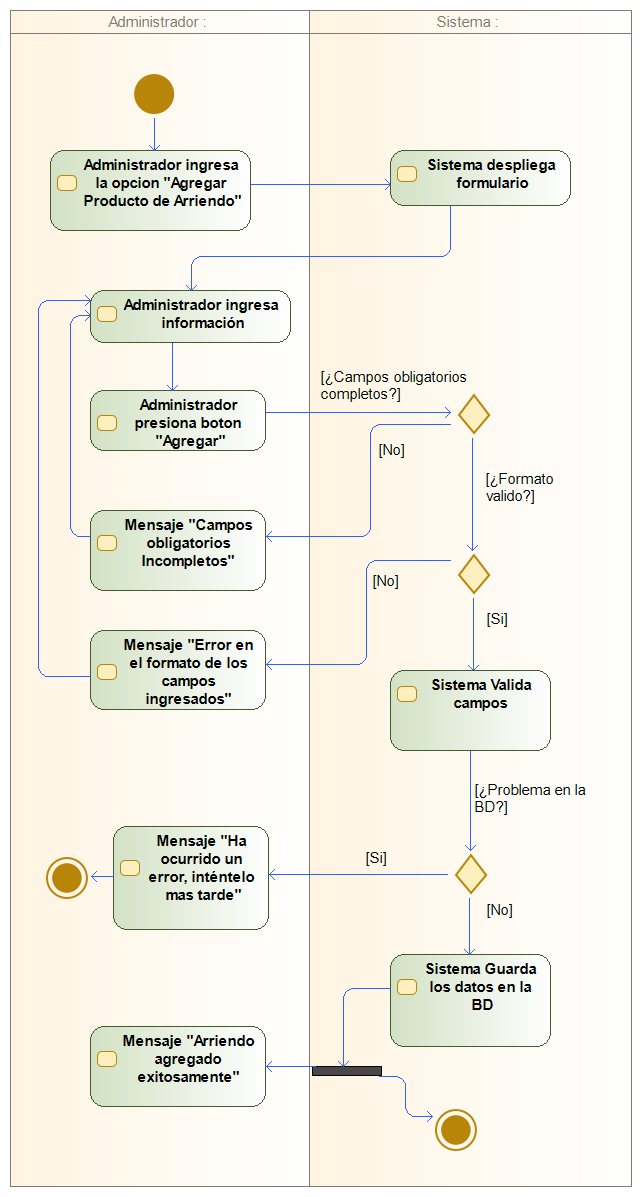 Administrador :
Sistema :
Administrador ingresa
la opcion "Agregar
Producto de Arriendo"
Sistema despliega
formulario
Administrador ingresa
información
[¿Campos obligatorios
completos?]
Administrador
presiona boton
"Agregar"
[No]
[¿Formato
valido?]
Mensaje "Campos
obligatorios
Incompletos"
[No]
[Si]
Mensaje "Error en
el formato de los
campos
ingresados"
Sistema Valida
campos
[¿Problema en la
BD?]
Mensaje "Ha
ocurrido un
error, inténtelo
mas tarde"
[Si]
[No]
Sistema Guarda
los datos en la
BD
Mensaje "Arriendo
agregado
exitosamente"